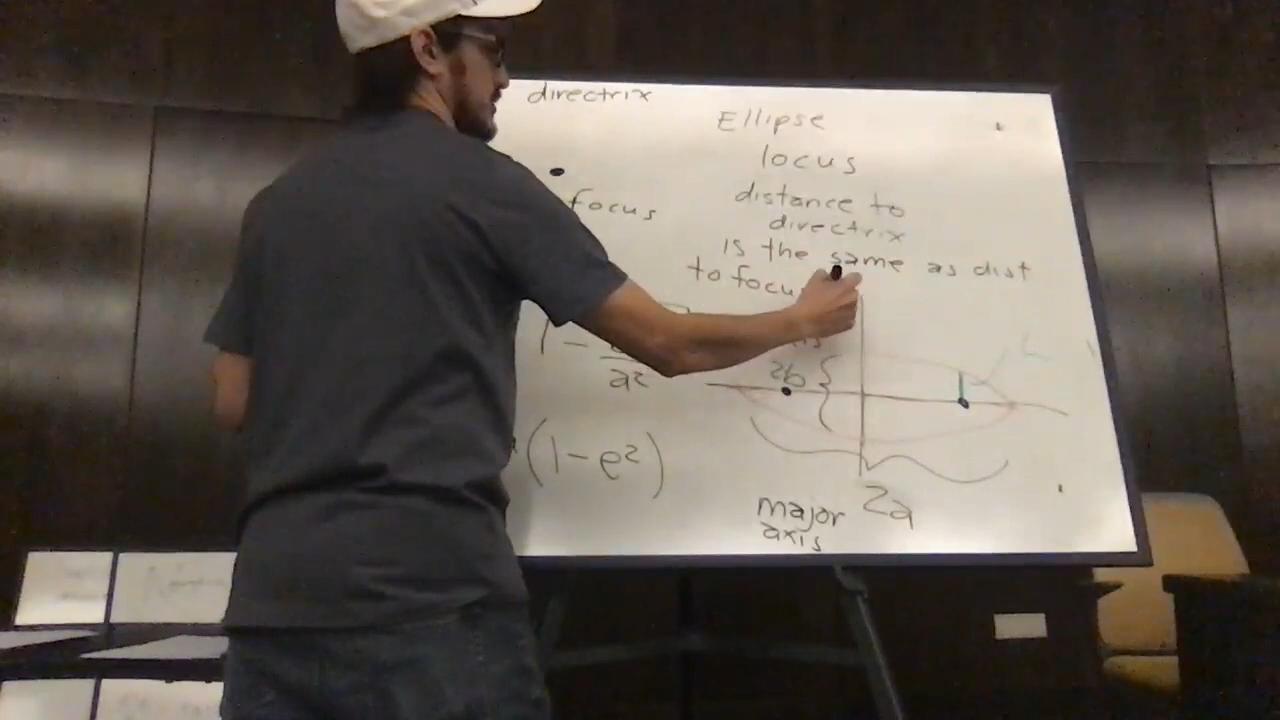 directrix
focus
Ellipse
locus
distance to
directrix
is the same as dist
to focus
1 -
a²
(1-e²)
2b
L
major
axis
2a